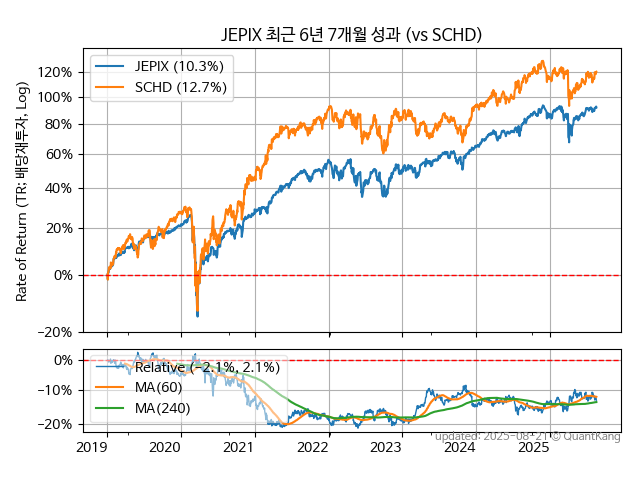 JEPIX 최근 6년 7개월 성과 (vs SCHD)
Rate of Return (TR: 배당재투자, Log)
120%
100%
80%
60%
40%
20%
0%
−20%
JEPIX (10.3%)
SCHD (12.7%)
0%
−10%
−20%
Relative (−2.1%, 2.1%)
MA(60)
MA(240)
2019 2020 2021 2022 2023 2024 2025
updated: 2025-08-21 © QuantKang